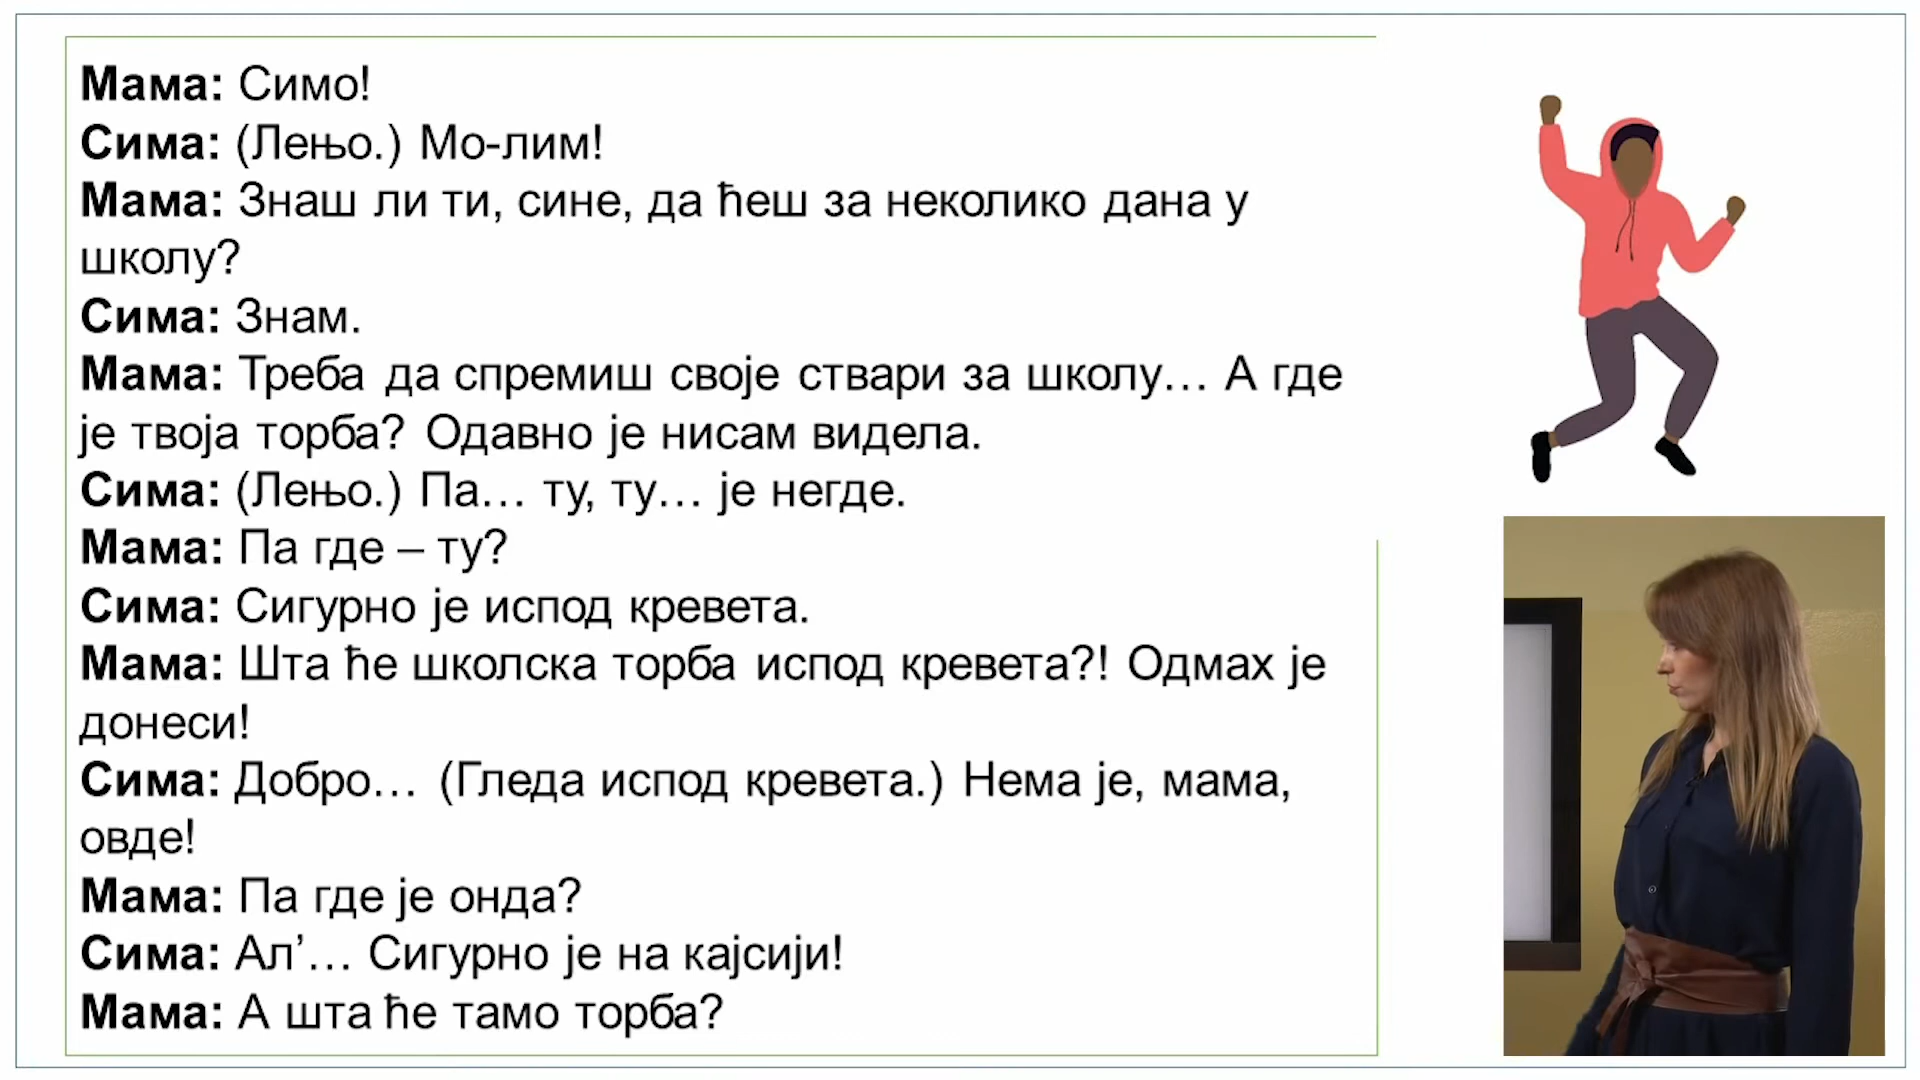 Мама: Симо!
Сима: (Лењо.) Мо-лим!
Мама: Знаш ли ти, сине, да ћеш за неколико дана у
школу?
Сима: Знам.
Мама: Треба да спремиш своје ствари за школу… А где
је твоја торба? Одавно је нисам видела.
Сима: (Лењо.) Па… ту, ту… је негде.
Мама: Па где – ту?
Сима: Сигурно је испод кревета.
Мама: Шта ће школска торба испод кревета?! Одмах је
донеси!
Сима: Добро… (Гледа испод кревета.) Нема је, мама,
овде!
Мама: Па где је онда?
Сима: Ал’… Сигурно је на кајсији!
Мама: А шта ће тамо торба?